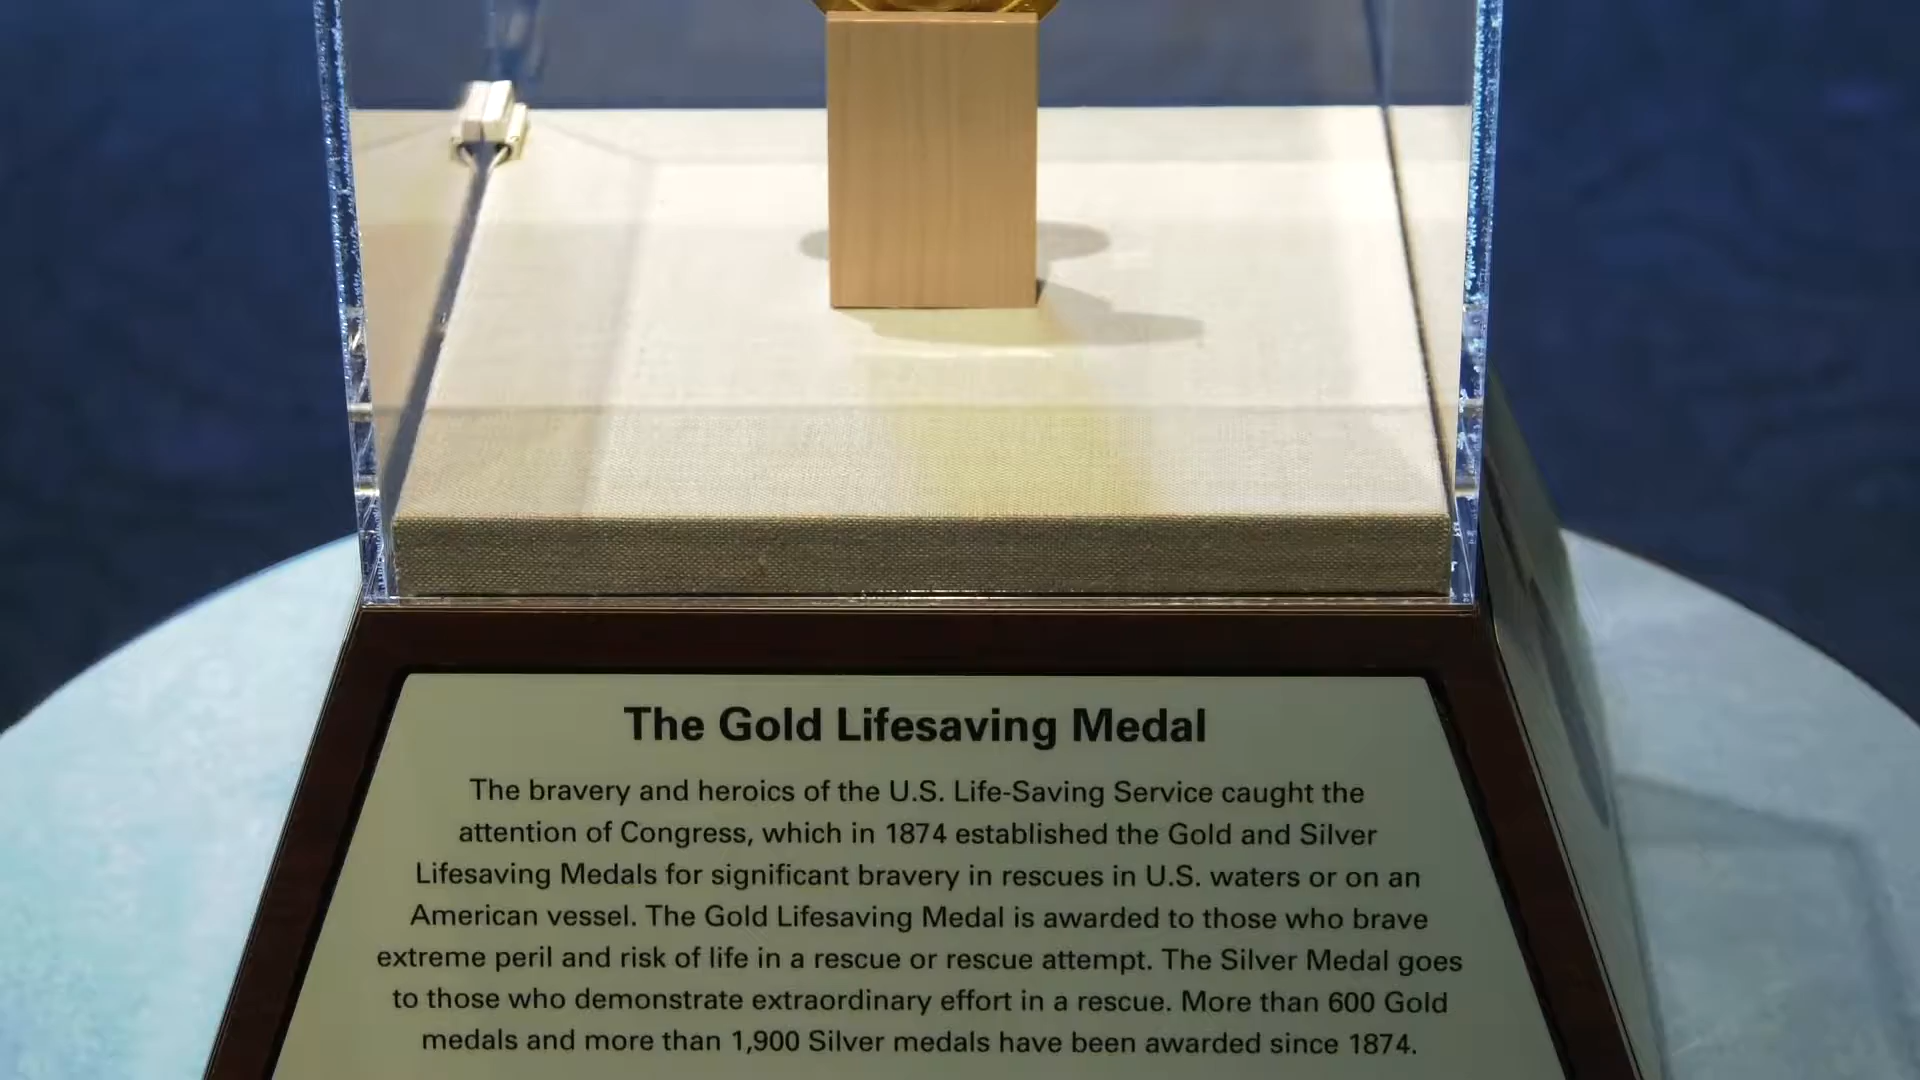 The Gold Lifesaving Medal
The bravery and heroics of the U.S. Life-Saving Service caught the
attention of Congress, which in 1874 established the Gold and Silver
Lifesaving Medals for significant bravery in rescues in U.S. waters or on an
American vessel. The Gold Lifesaving Medal is awarded to those who brave
extreme peril and risk of life in a rescue or rescue attempt. The Silver Medal goes
to those who demonstrate extraordinary effort in a rescue. More than 600 Gold
medals and more than 1,900 Silver medals have been awarded since 1874.